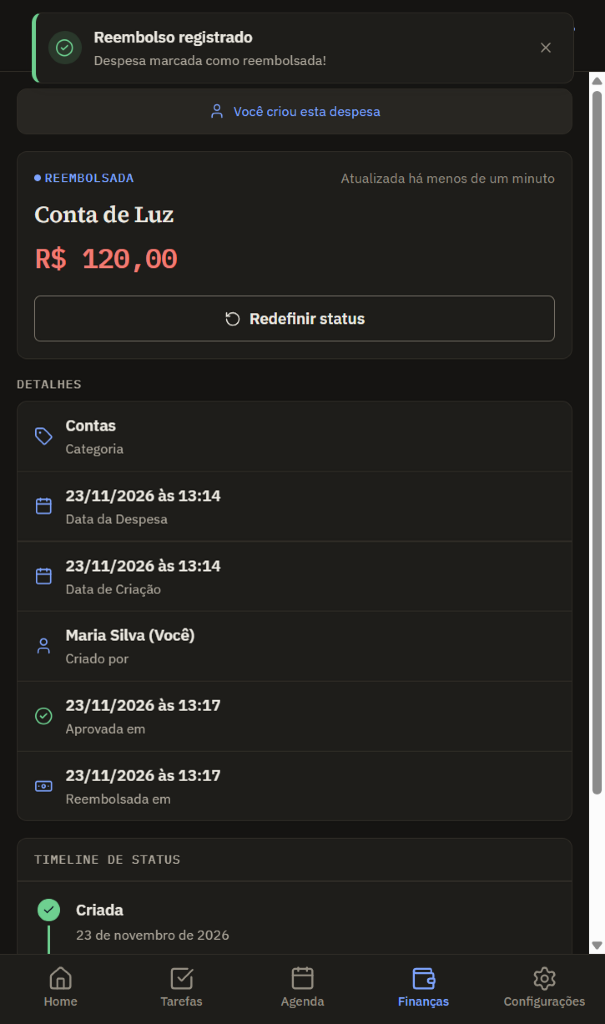 Reembolso registrado
Despesa marcada como reembolsada!
Você criou esta despesa
REEMBOLSADA
Atualizada há menos de um minuto
Conta de Luz
R$ 120,00
Redefinir status
DETALHES
Contas
Categoria
23/11/2026 às 13:14
Data da Despesa
23/11/2026 às 13:14
Data de Criação
Maria Silva (Você)
Criado por
23/11/2026 às 13:17
Aprovada em
23/11/2026 às 13:17
Reembolsada em
TIMELINE DE STATUS
Criada
23 de novembro de 2026
Home
Tarefas
Agenda
Finanças
Configurações